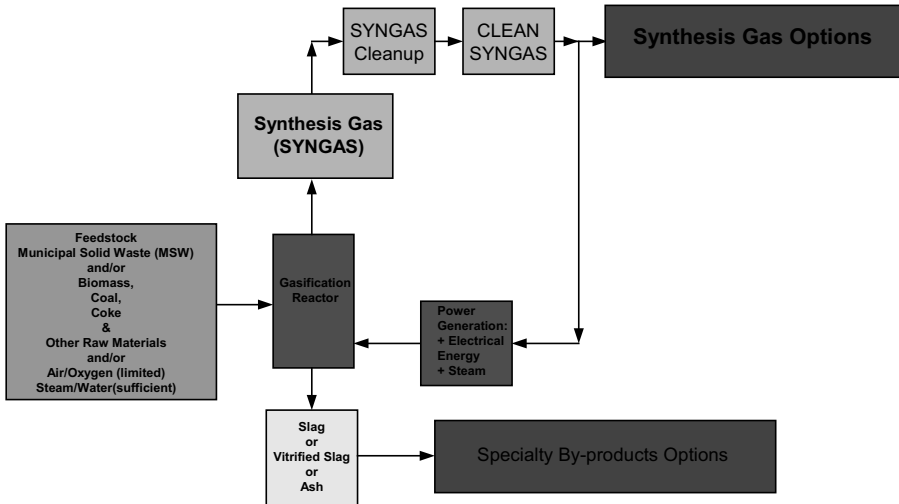 SYNGAS
Cleanup
CLEAN
SYNGAS
Synthesis Gas Options
Synthesis Gas
(SYNGAS)
Feedstock
Municipal Solid Waste (MSW)
and/or
Biomass,
Coal,
Coke
&
Other Raw Materials
and/or
Air/Oxygen (limited)
Steam/Water(sufficient)
Gasification
Reactor
Power
Generation:
+ Electrical
Energy
+ Steam
Slag
or
Vitrified Slag
or
Ash
Specialty By-products Options